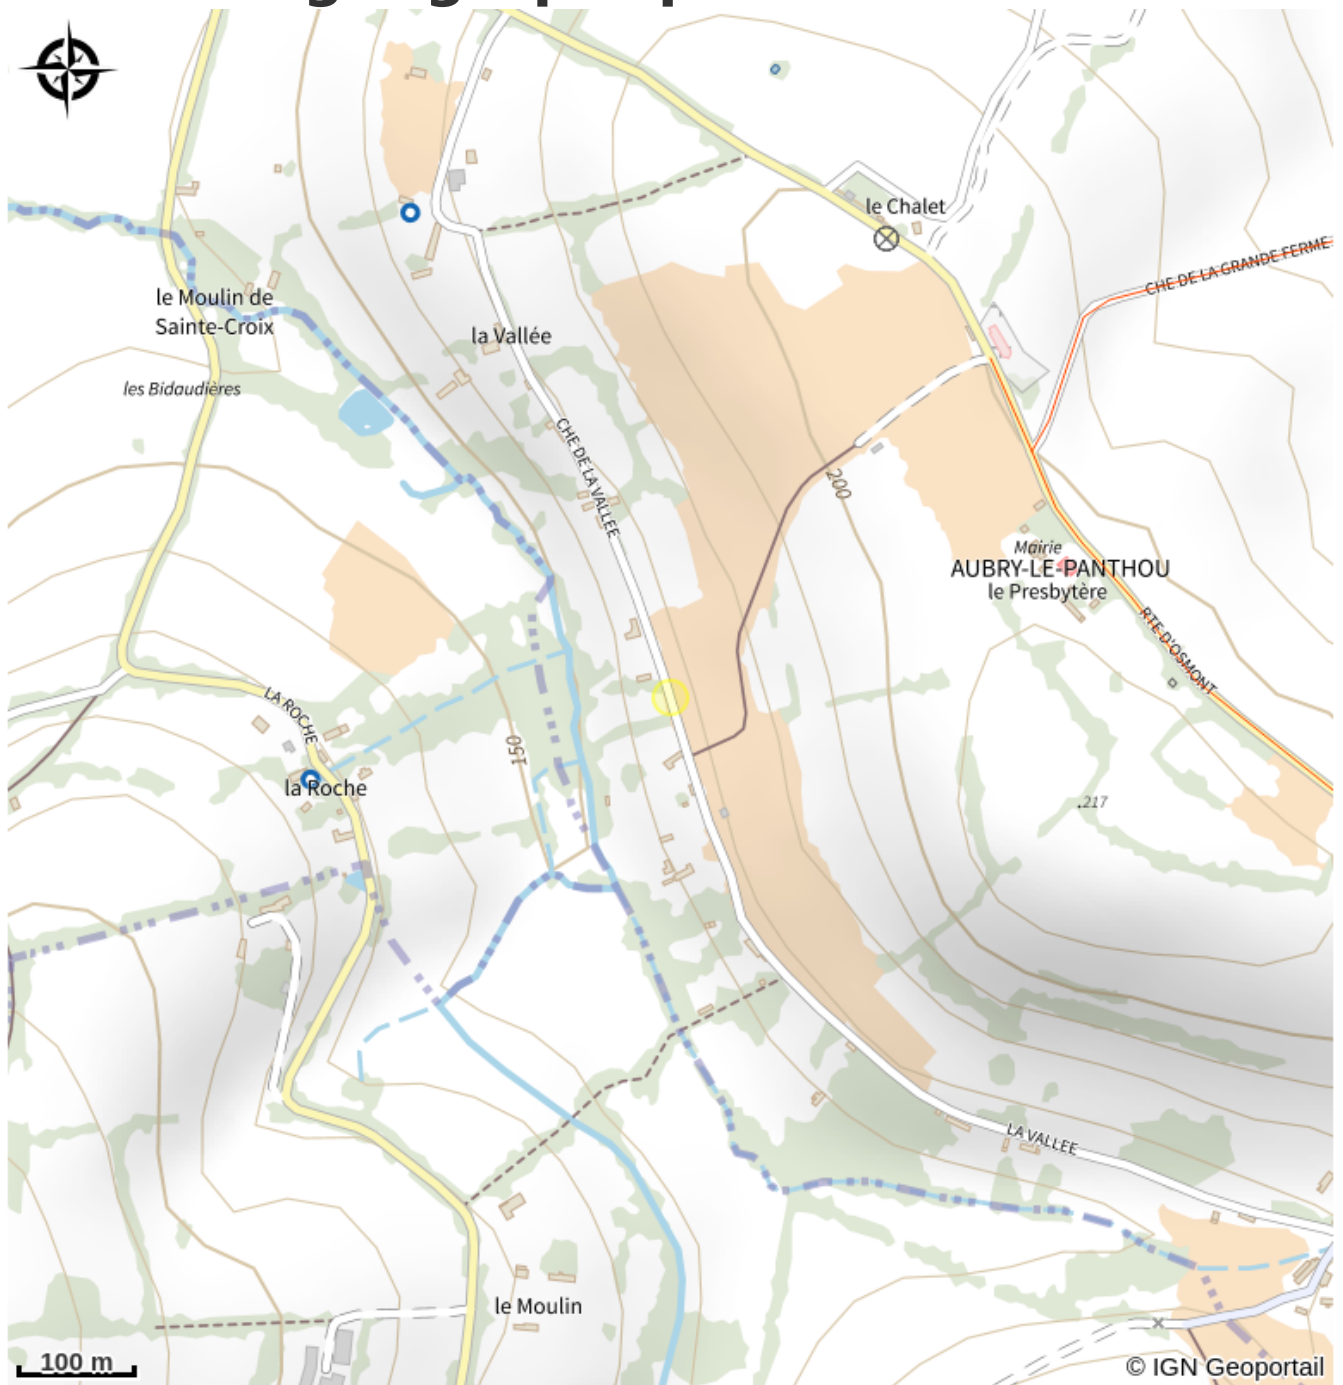 le Chalet
CHE DE LA GRANDE FERME
le Moulin de
Sainte-Croix
la Vallée
les Bidaudières
CHE DE LA VALLEE
200
Mairie
AUBRY-LE-PANTHOU
le Presbytère
RTE D'OSMONT
LA ROCHE
150
la Roche
.217
LA VALLEE
le Moulin
100 m
© IGN Geoportail